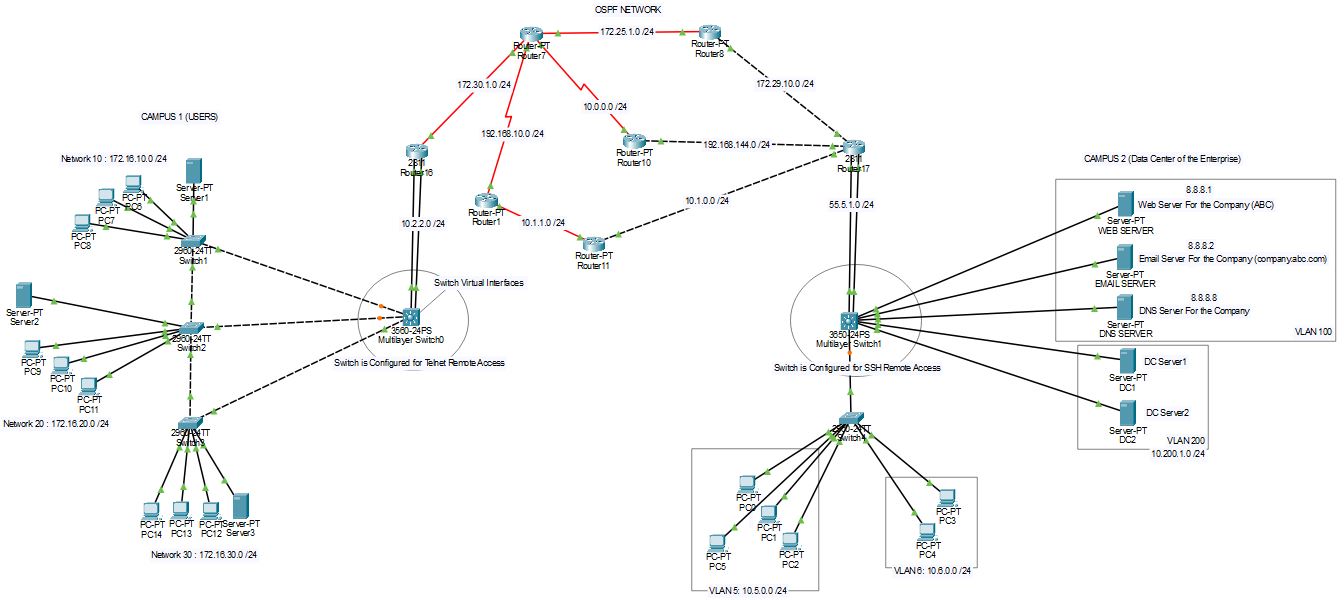 OSPF NETWORK
Router-PT
Router7
172.25.1.0 /24
Router-PT
Router8
172.30.1.0 /24
172.29.10.0 /24
10.0.0.0 /24
192.168.10.0 /24
CAMPUS 1 (USERS)
Network 10 : 172.16.10.0 /24
Server-PT
Server1
PC-PT
PC6
PC-PT
PC7
PC-PT
PC8
2960-24TT
Switch1
2811
Router16
Router-PT
Router10
192.168.144.0 /24
2811
Router17
Router-PT
Router1
10.1.1.0 /24
Router-PT
Router11
10.1.0.0 /24
10.2.2.0 /24
55.5.1.0 /24
CAMPUS 2 (Data Center of the Enterprise)
8.8.8.1
Web Server For the Company (ABC)
Server-PT
WEB SERVER
8.8.8.2
Email Server For the Company (company.abc.com)
Server-PT
EMAIL SERVER
8.8.8.8
DNS Server For the Company
Server-PT
DNS SERVER
VLAN 100
Switch Virtual Interfaces
3560-24PS
Multilayer Switch0
Switch is Configured for Telnet Remote Access
3650-24PS
Multilayer Switch1
Switch is Configured for SSH Remote Access
DC Server1
Server-PT
DC1
DC Server2
Server-PT
DC2
VLAN 200
10.200.1.0 /24
Server-PT
Server2
2960-24TT
Switch2
PC-PT
PC9
PC-PT
PC10
PC-PT
PC11
Network 20 : 172.16.20.0 /24
2960-24TT
Switch3
PC-PT
PC14
PC-PT
PC13
PC-PT
PC12
Server-PT
Server3
Network 30 : 172.16.30.0 /24
2960-24TT
Switch4
PC-PT
PC0
PC-PT
PC1
PC-PT
PC2
PC-PT
PC5
VLAN 5: 10.5.0.0 /24
PC-PT
PC3
PC-PT
PC4
VLAN 6: 10.6.0.0 /24